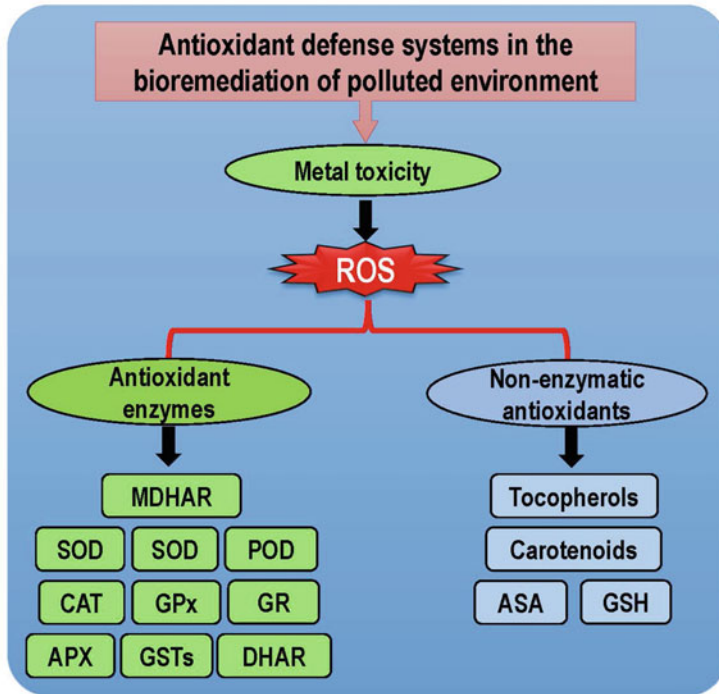 Antioxidant defense systems in the
bioremediation of polluted environment
Metal toxicity
ROS
Antioxidant
enzymes
Non-enzymatic
antioxidants
MDHAR
SOD SOD POD
CAT GPx GR
APX GSTs DHAR
Tocopherols
Carotenoids
ASA GSH